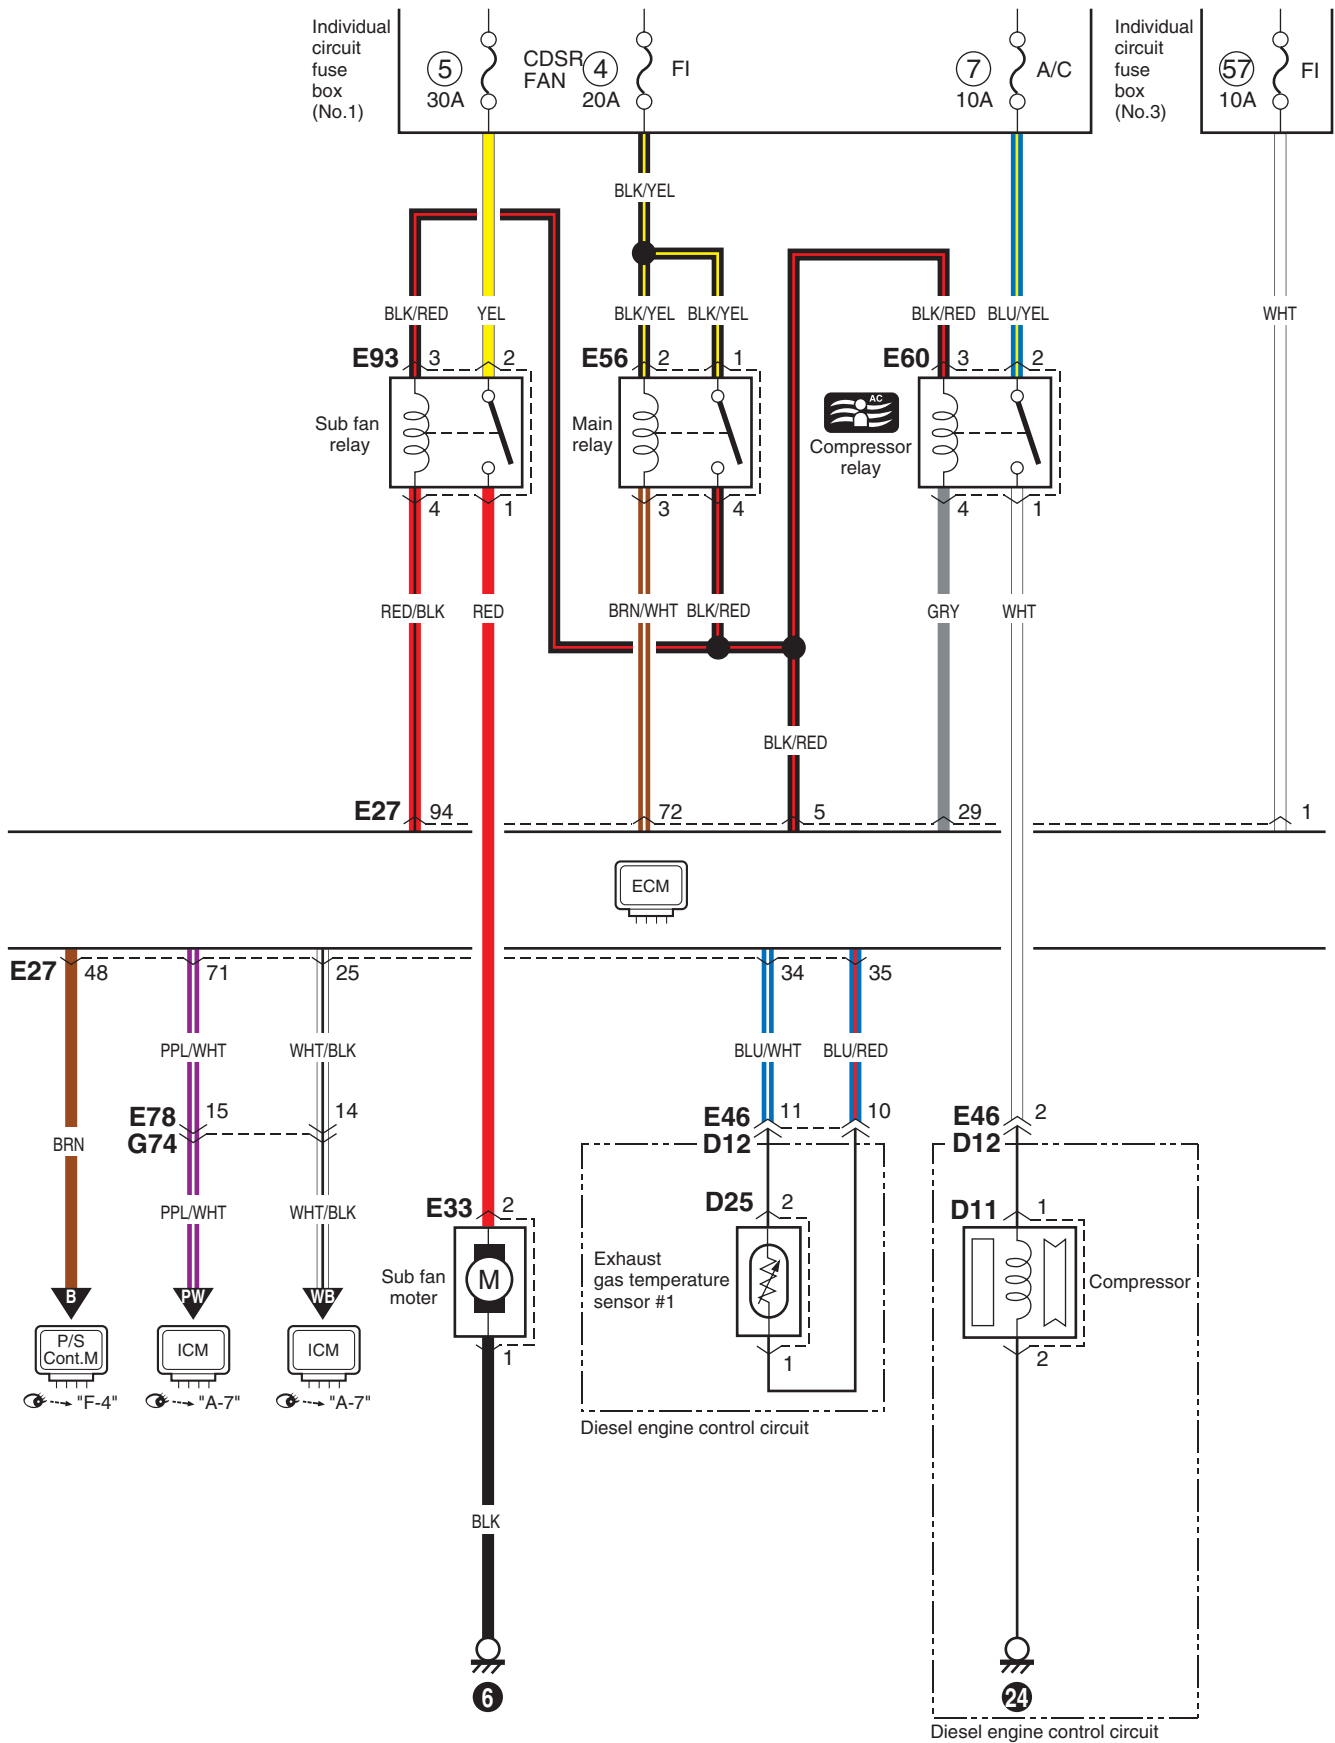 Individual
circuit
fuse
box
(No.1)
5
30A
CDSR
FAN
4
20A
FI
7
10A
A/C
Individual
circuit
fuse
box
(No.3)
57
10A
FI
BLK/YEL
BLK/RED
YEL
BLK/YEL
BLK/YEL
BLK/RED
BLU/YEL
WHT
E93
3
2
E56
2
1
E60
3
2
Sub fan
relay
Main
relay
AC
Compressor
relay
4
1
3
4
4
1
RED/BLK
RED
BRN/WHT
BLK/RED
GRY
WHT
BLK/RED
E27
94
72
5
29
1
ECM
E27
48
71
25
34
35
PPL/WHT
WHT/BLK
BLU/WHT
BLU/RED
E78
15
14
G74
E46
11
10
D12
E46
2
D12
BRN
PPL/WHT
WHT/BLK
E33
2
D25
2
D11
1
Sub fan
moter
M
Exhaust
gas temperature
sensor #1
Compressor
B
PW
WB
P/S
Cont.M
ICM
ICM
1
1
2
"F-4"
"A-7"
"A-7"
Diesel engine control circuit
BLK
6
24
Diesel engine control circuit